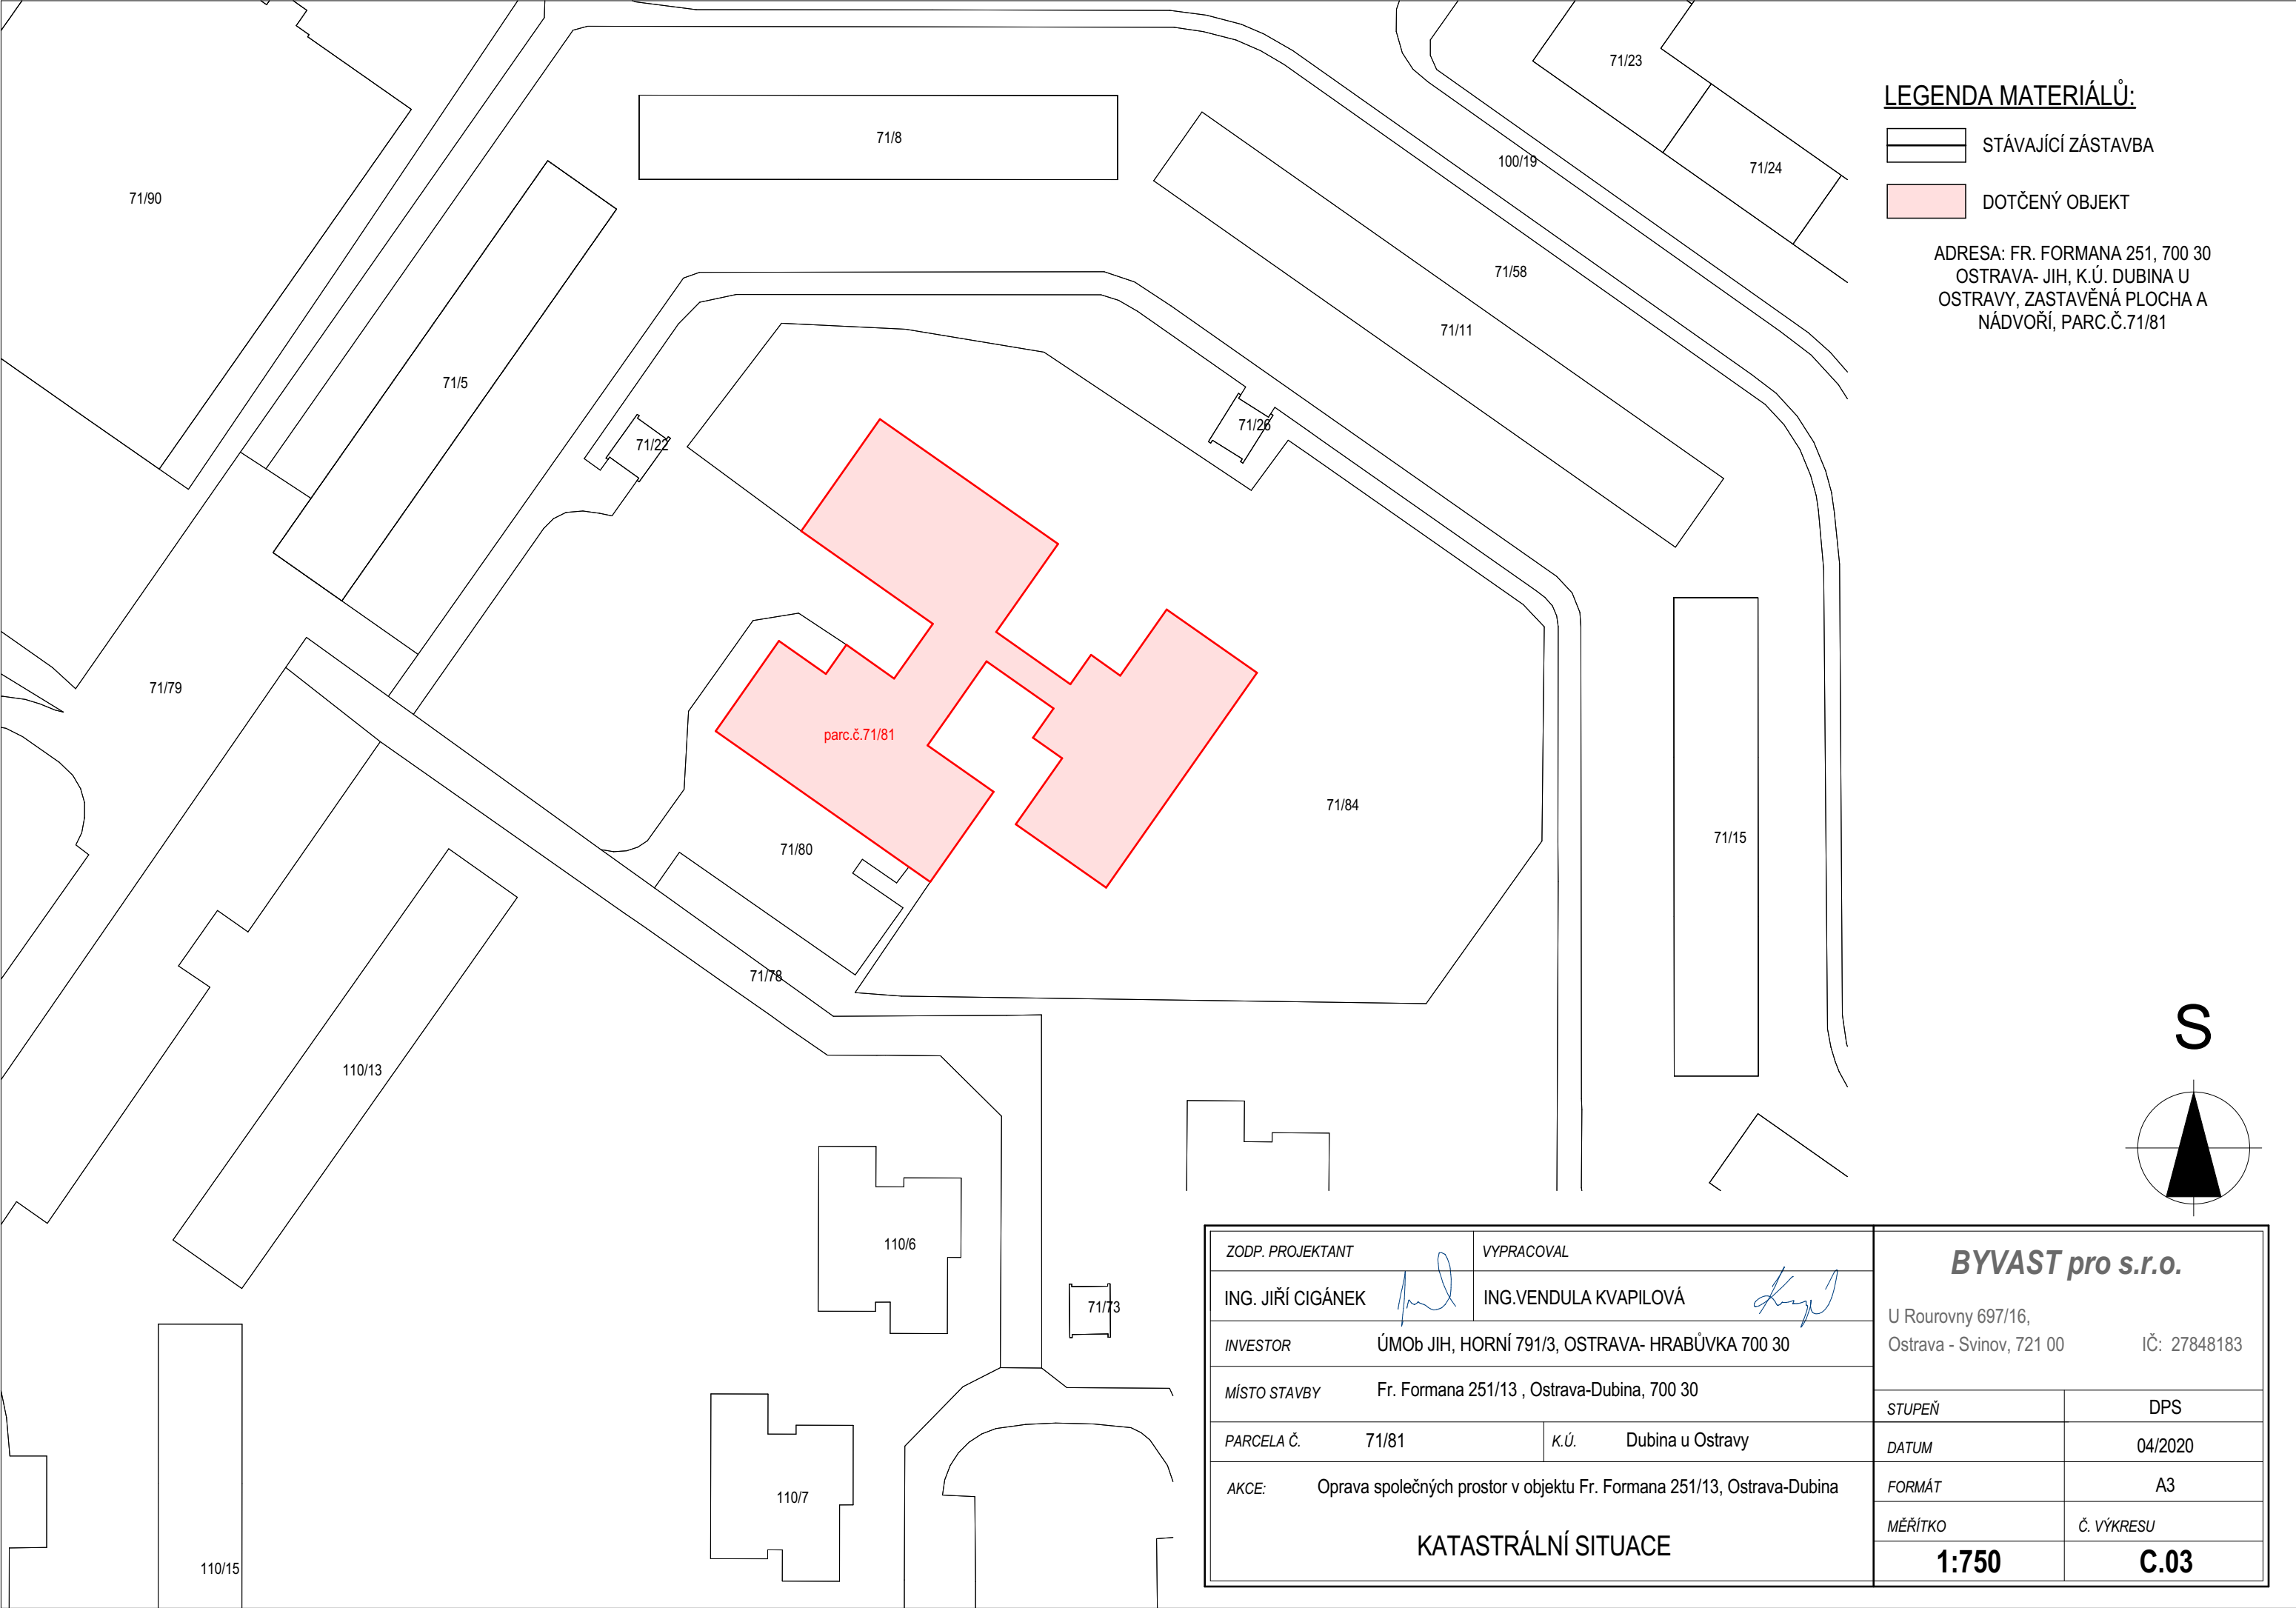 71/23
LEGENDA MATERIÁLŮ:
71/8
STÁVAJÍCÍ ZÁSTAVBA
100/19
71/24
71/90
DOTČENÝ OBJEKT
ADRESA: FR. FORMANA 251, 700 30
OSTRAVA- JIH, K.Ú. DUBINA U
OSTRAVY, ZASTAVĚNÁ PLOCHA A
NÁDVOŘÍ, PARC.Č.71/81
71/58
71/11
71/5
71/26
71/22
71/79
parc.č.71/81
71/84
71/15
71/80
71/78
S
110/13
110/6
71/73
110/7
110/15
ZODP. PROJEKTANT
VYPRACOVAL
ING. JIŘÍ CIGÁNEK
ING.VENDULA KVAPILOVÁ
INVESTOR ÚMOb JIH, HORNÍ 791/3, OSTRAVA- HRABŮVKA 700 30
MÍSTO STAVBY Fr. Formana 251/13 , Ostrava-Dubina, 700 30
PARCELA Č. 71/81 K.Ú. Dubina u Ostravy
AKCE: Oprava společných prostor v objektu Fr. Formana 251/13, Ostrava-Dubina
KATASTRÁLNÍ SITUACE
BYVAST pro s.r.o.
U Rourovny 697/16,
Ostrava - Svinov, 721 00 IČ: 27848183
STUPEŇ DPS
DATUM 04/2020
FORMÁT A3
MĚŘÍTKO Č. VÝKRESU
1:750 C.03